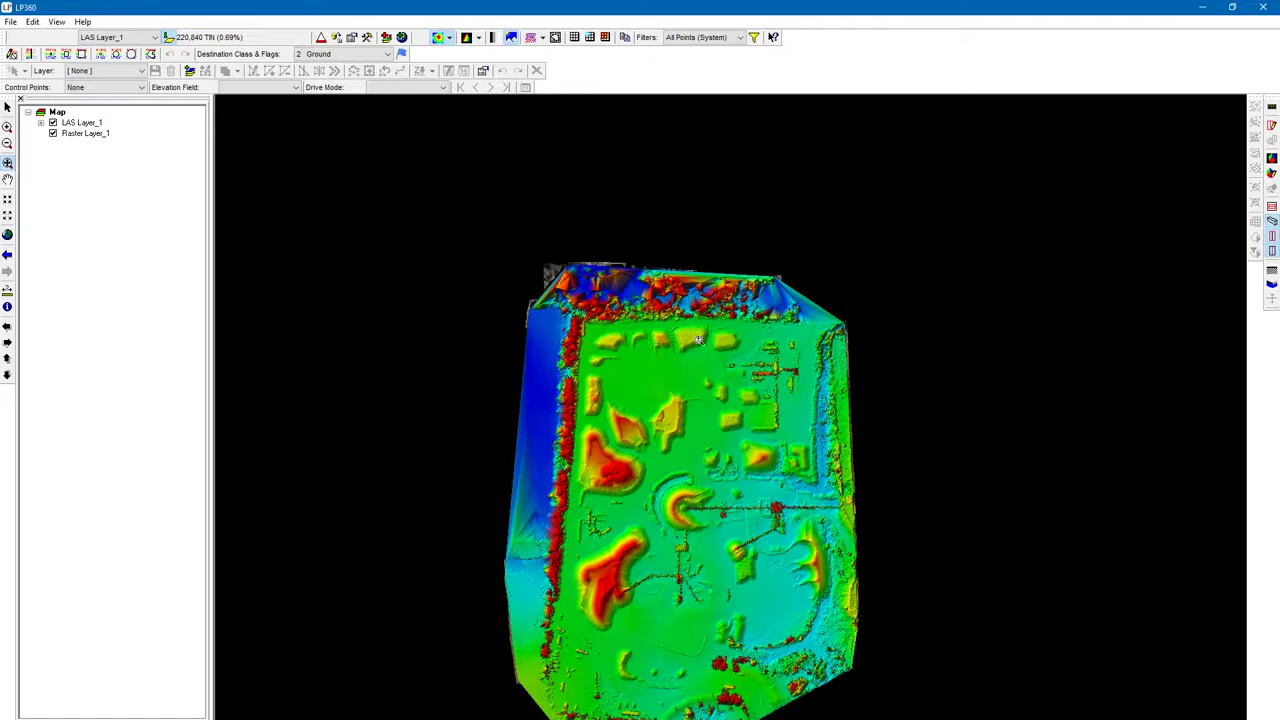 LP LP360
File Edit View Help
LAS Layer_1 220,840 TIN (0.69%) Filters: All Points (System)
Destination Class & Flags: 2 Ground
Layer: [ None ]
Control Points: None Elevation Field: Drive Mode:
Map
LAS Layer_1
Raster Layer_1